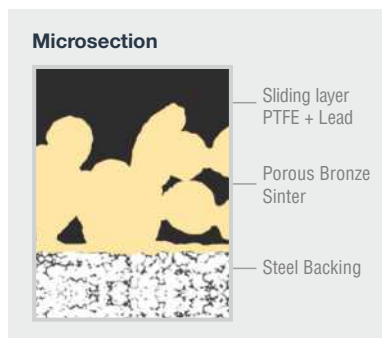 Microsection
Sliding layer
PTFE + Lead
Porous Bronze
Sinter
Steel Backing